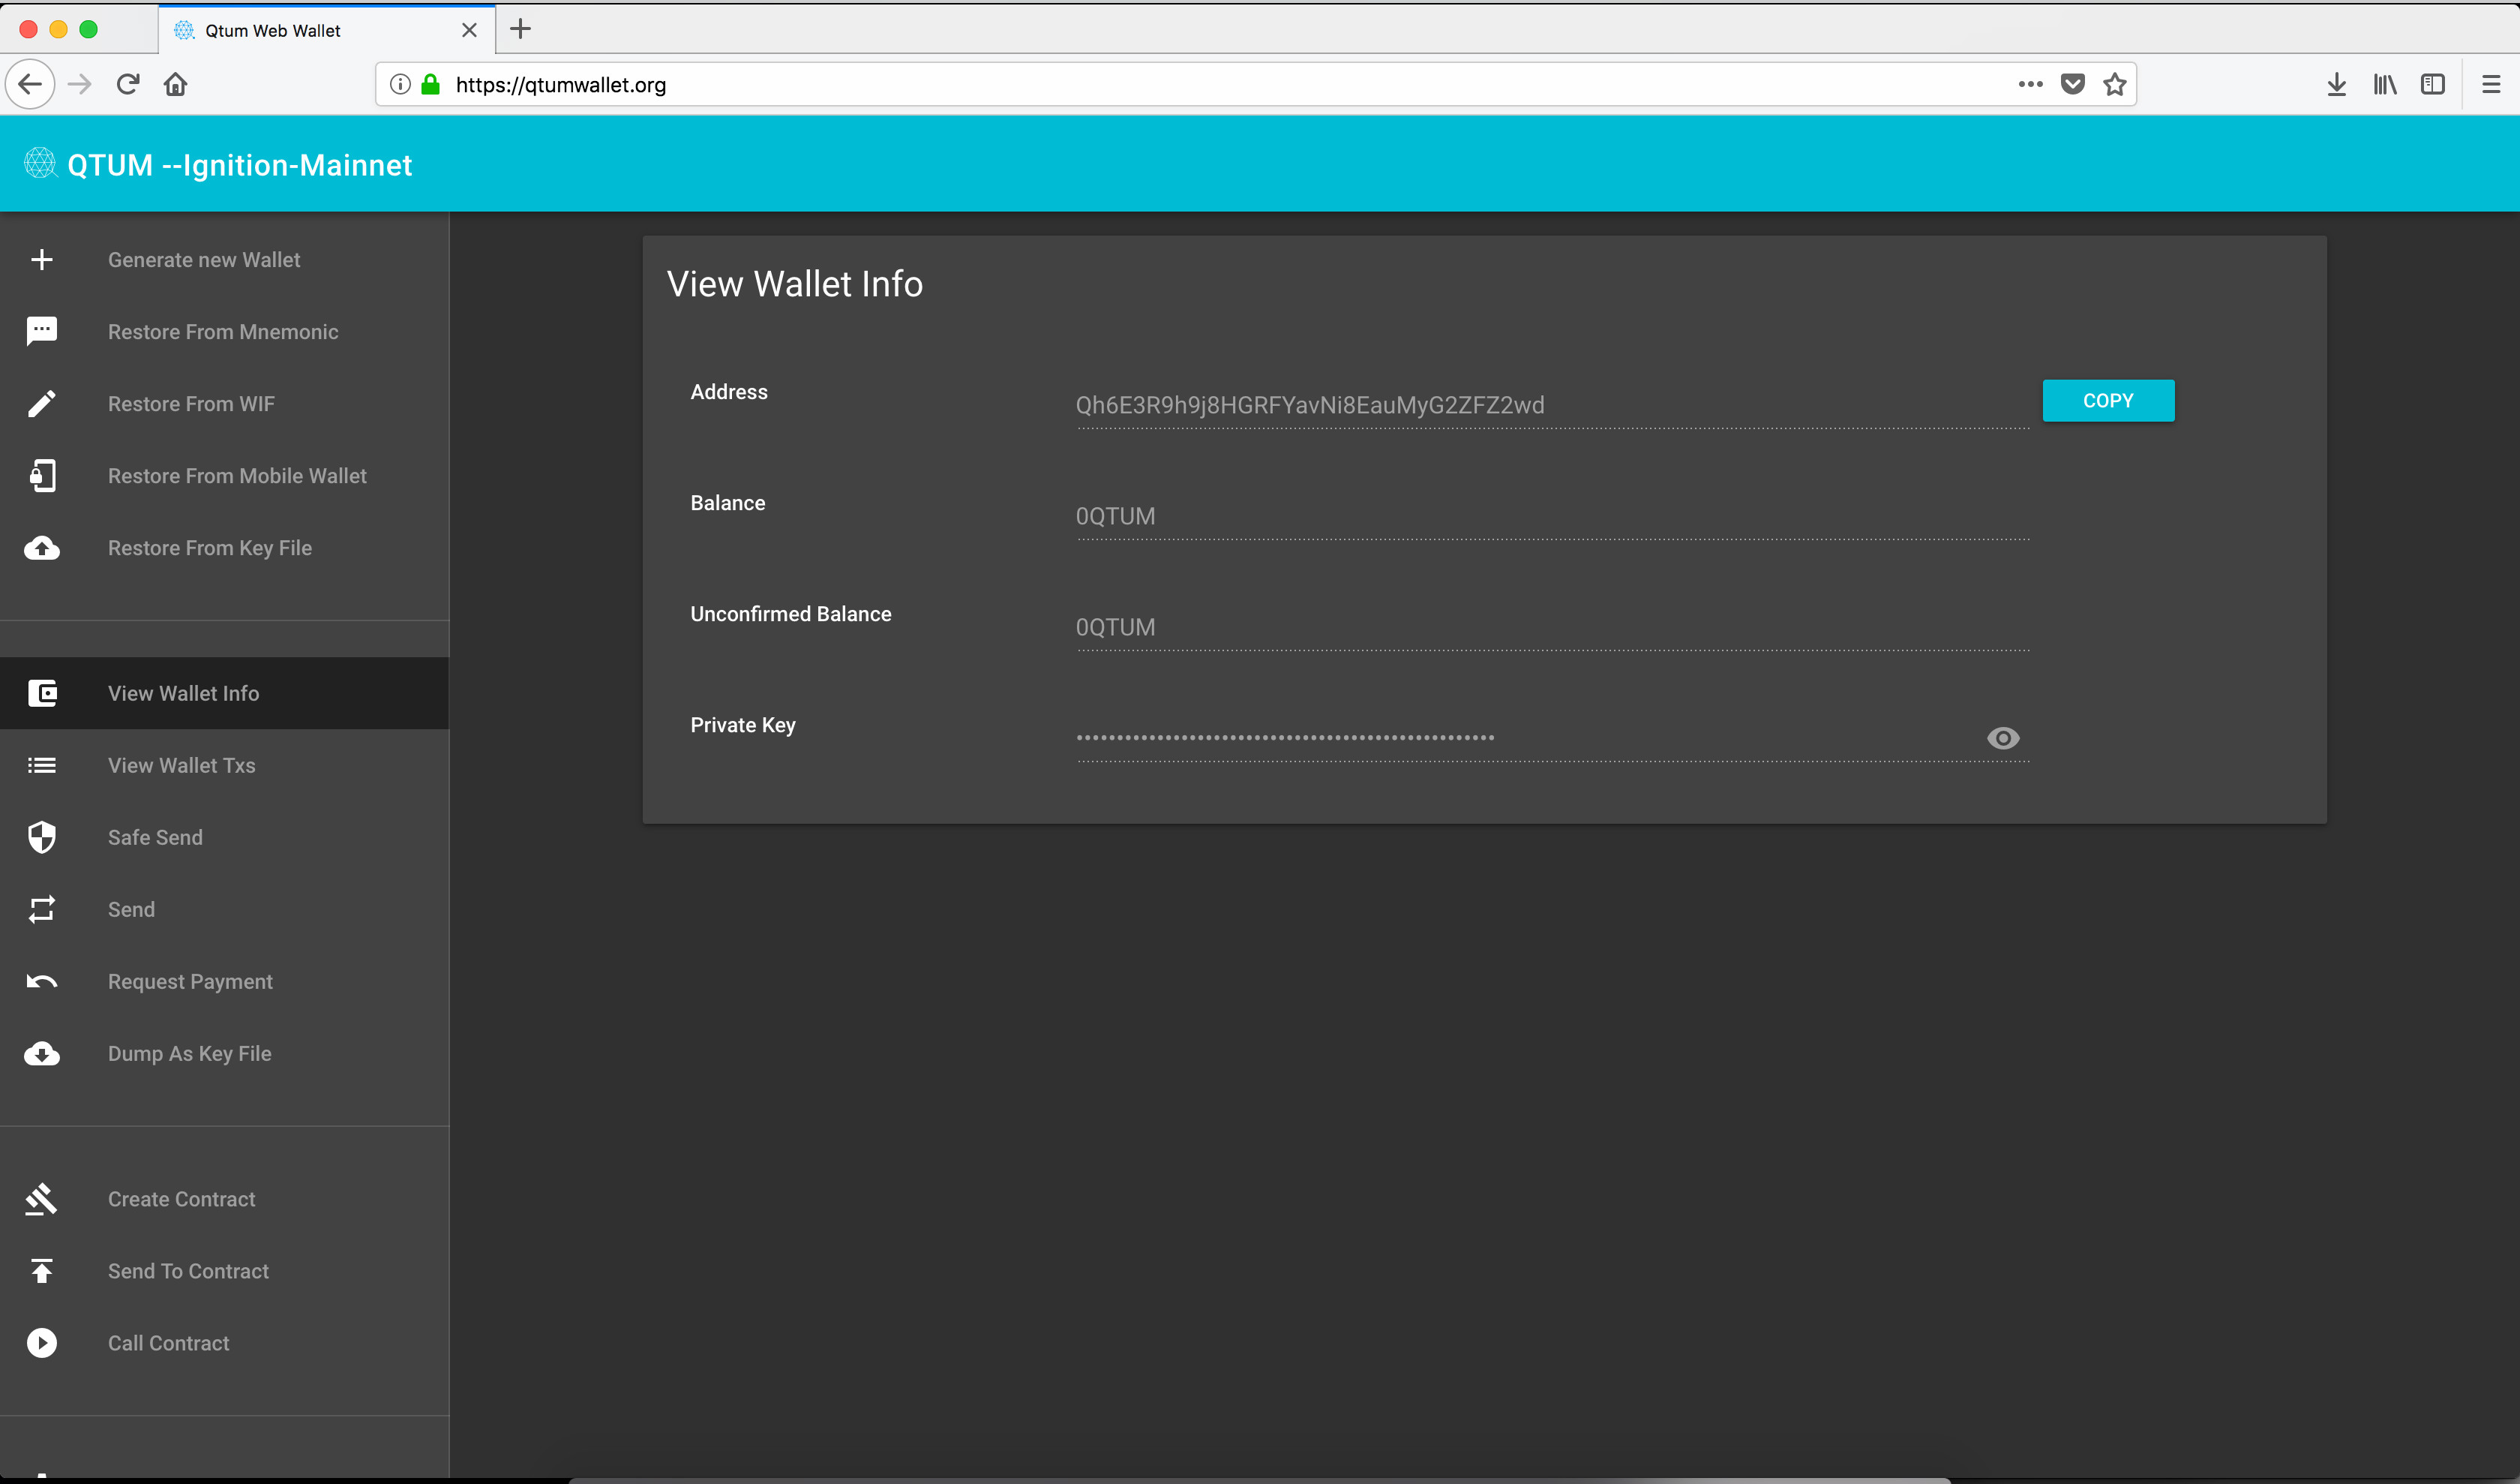 Qtum Web Wallet
https://qtumwallet.org
QTUM --Ignition-Mainnet
Generate new Wallet
Restore From Mnemonic
Restore From WIF
Restore From Mobile Wallet
Restore From Key File
View Wallet Info
View Wallet Txs
Safe Send
Send
Request Payment
Dump As Key File
Create Contract
Send To Contract
Call Contract
View Wallet Info
Address
Qh6E3R9h9j8HGRFYavNi8EauMyG2ZFZ2wd
COPY
Balance
0QTUM
Unconfirmed Balance
0QTUM
Private Key